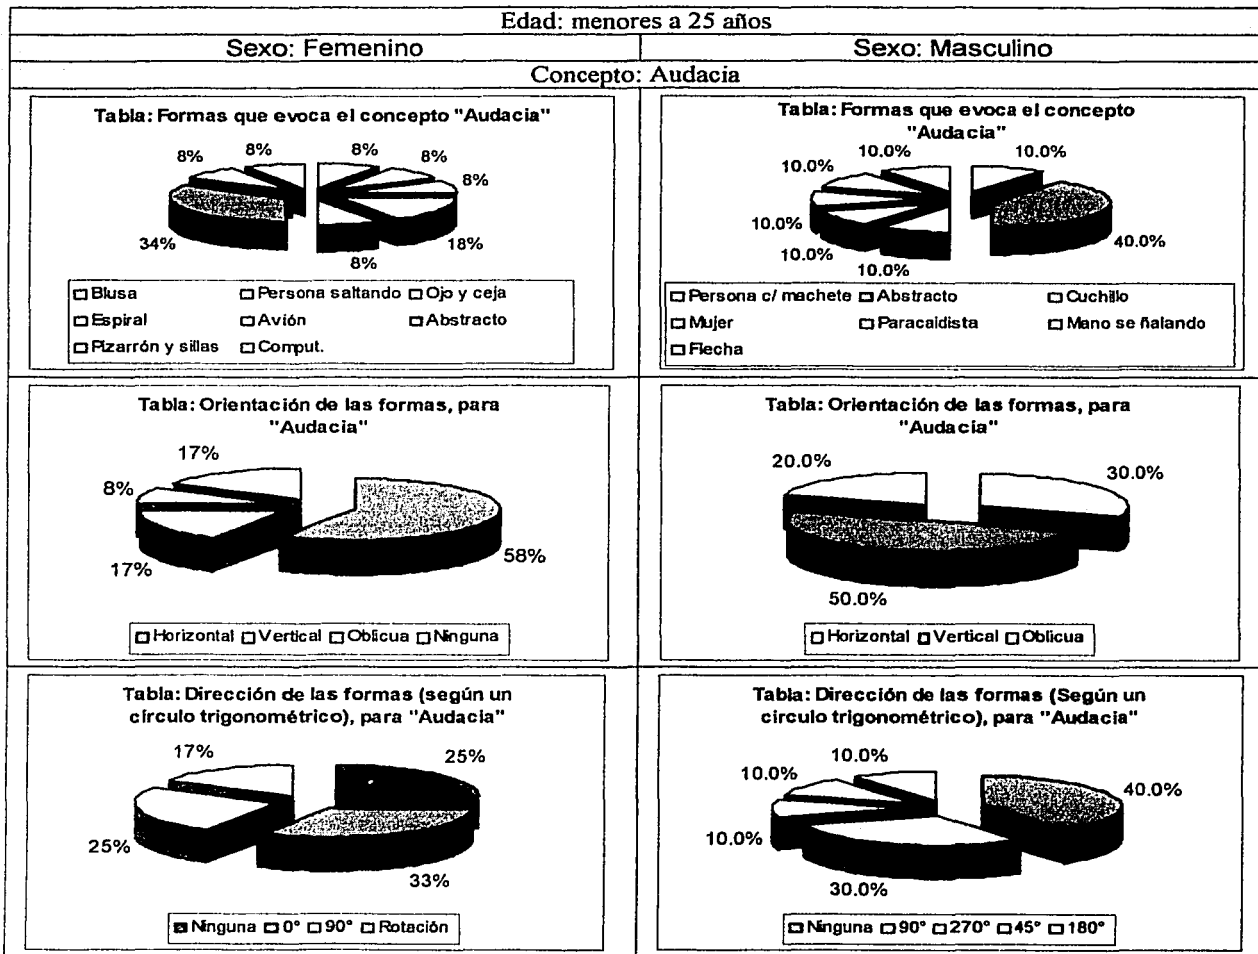 Edad: menores a 25 años
Sexo: Femenino
Sexo: Masculino
Concepto: Audacia
Tabla: Formas que evoca el concepto "Audacia"
8% 8% 8% 8%
8%
34% 18%
8%
Blusa Persona saltando Ojo y ceja
Espiral Avión Abstracto
Pizarrón y sillas Comput.
Tabla: Formas que evoca el concepto
"Audacia"
10.0% 10.0% 10.0%
10.0%
10.0% 40.0%
10.0%
Persona c/ machete Abstracto Cuchillo
Mujer Paracaidista Mano se ñalando
Flecha
Tabla: Orientación de las formas, para
"Audacia"
17%
8%
17% 58%
Horizontal Vertical Oblicua Ninguna
Tabla: Orientación de las formas, para
"Audacia"
20.0% 30.0%
50.0%
Horizontal Vertical Oblicua
Tabla: Dirección de las formas (según un
círculo trigonométrico), para "Audacia"
17% 25%
25%
33%
Ninguna 0° 90° Rotación
Tabla: Dirección de las formas (Según un
círculo trigonométrico), para "Audacia"
10.0%
10.0% 40.0%
10.0%
30.0%
Ninguna 90° 270° 45° 180°